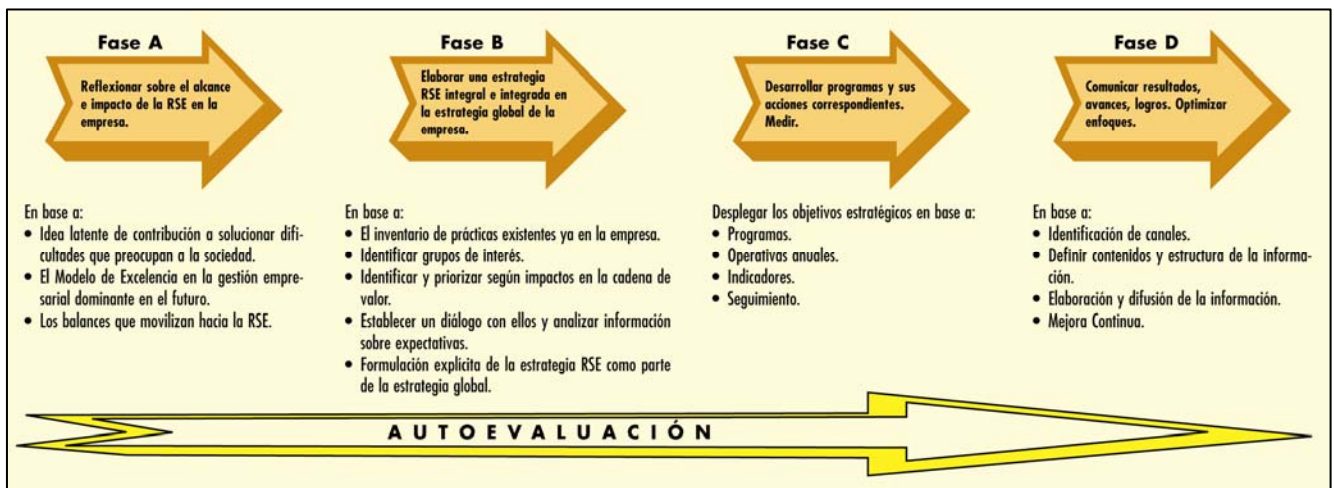 Fase A
Reflexionar sobre el alcance
e impacto de la RSE en la
empresa.
En base a:
• Idea latente de contribución a solucionar difi-
cultades que preocupan a la sociedad.
• El Modelo de Excelencia en la gestión empre-
sarial dominante en el futuro.
• Los balances que movilizan hacia la RSE.
Fase B
Elaborar una estrategia
RSE integral e integrada en
la estrategia global de la
empresa.
En base a:
• El inventario de prácticas existentes ya en la empresa.
• Identificar grupos de interés.
• Identificar y priorizar según impactos en la cadena de
valor.
• Establecer un diálogo con ellos y analizar información
sobre expectativas.
• Formulación explícita de la estrategia RSE como parte
de la estrategia global.
Fase C
Desarrollar programas y sus
acciones correspondientes.
Medir.
Desplegar los objetivos estratégicos en base a:
• Programas.
• Operativas anuales.
• Indicadores.
• Seguimiento.
Fase D
Comunicar resultados,
avances, logros. Optimizar
enfoques.
En base a:
• Identificación de canales.
• Definir contenidos y estructura de la informa-
ción.
• Elaboración y difusión de la información.
• Mejora Continua.
AUTOEVALUACIÓN